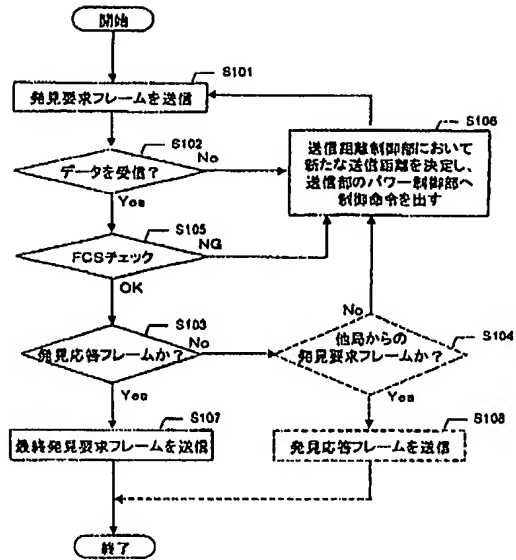 開始
S101
発見要求フレームを送信
S102
データを受信？
No
Yes
S106
送信距離制御部において
新たな送信距離を決定し、
送信部のパワー制御部へ
制御命令を出す
S105
FCSチェック
NG
OK
S103
発見応答フレームか？
No
Yes
No
S104
他局からの
発見要求フレームか？
Yes
S107
最終発見要求フレームを送信
S108
発見応答フレームを送信
終了